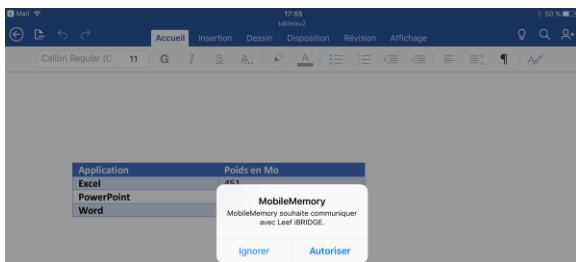 Mail 17:55 50 %
tableau2
Accueil Insertion Dessin Disposition Révision Affichage
Calibri Regular (C 11 G I S A..
Application Poids en Mo
Excel 451
PowerPoint
Word
MobileMemory
MobileMemory souhaite communiquer
avec Leef iBRIDGE.
Ignorer Autoriser